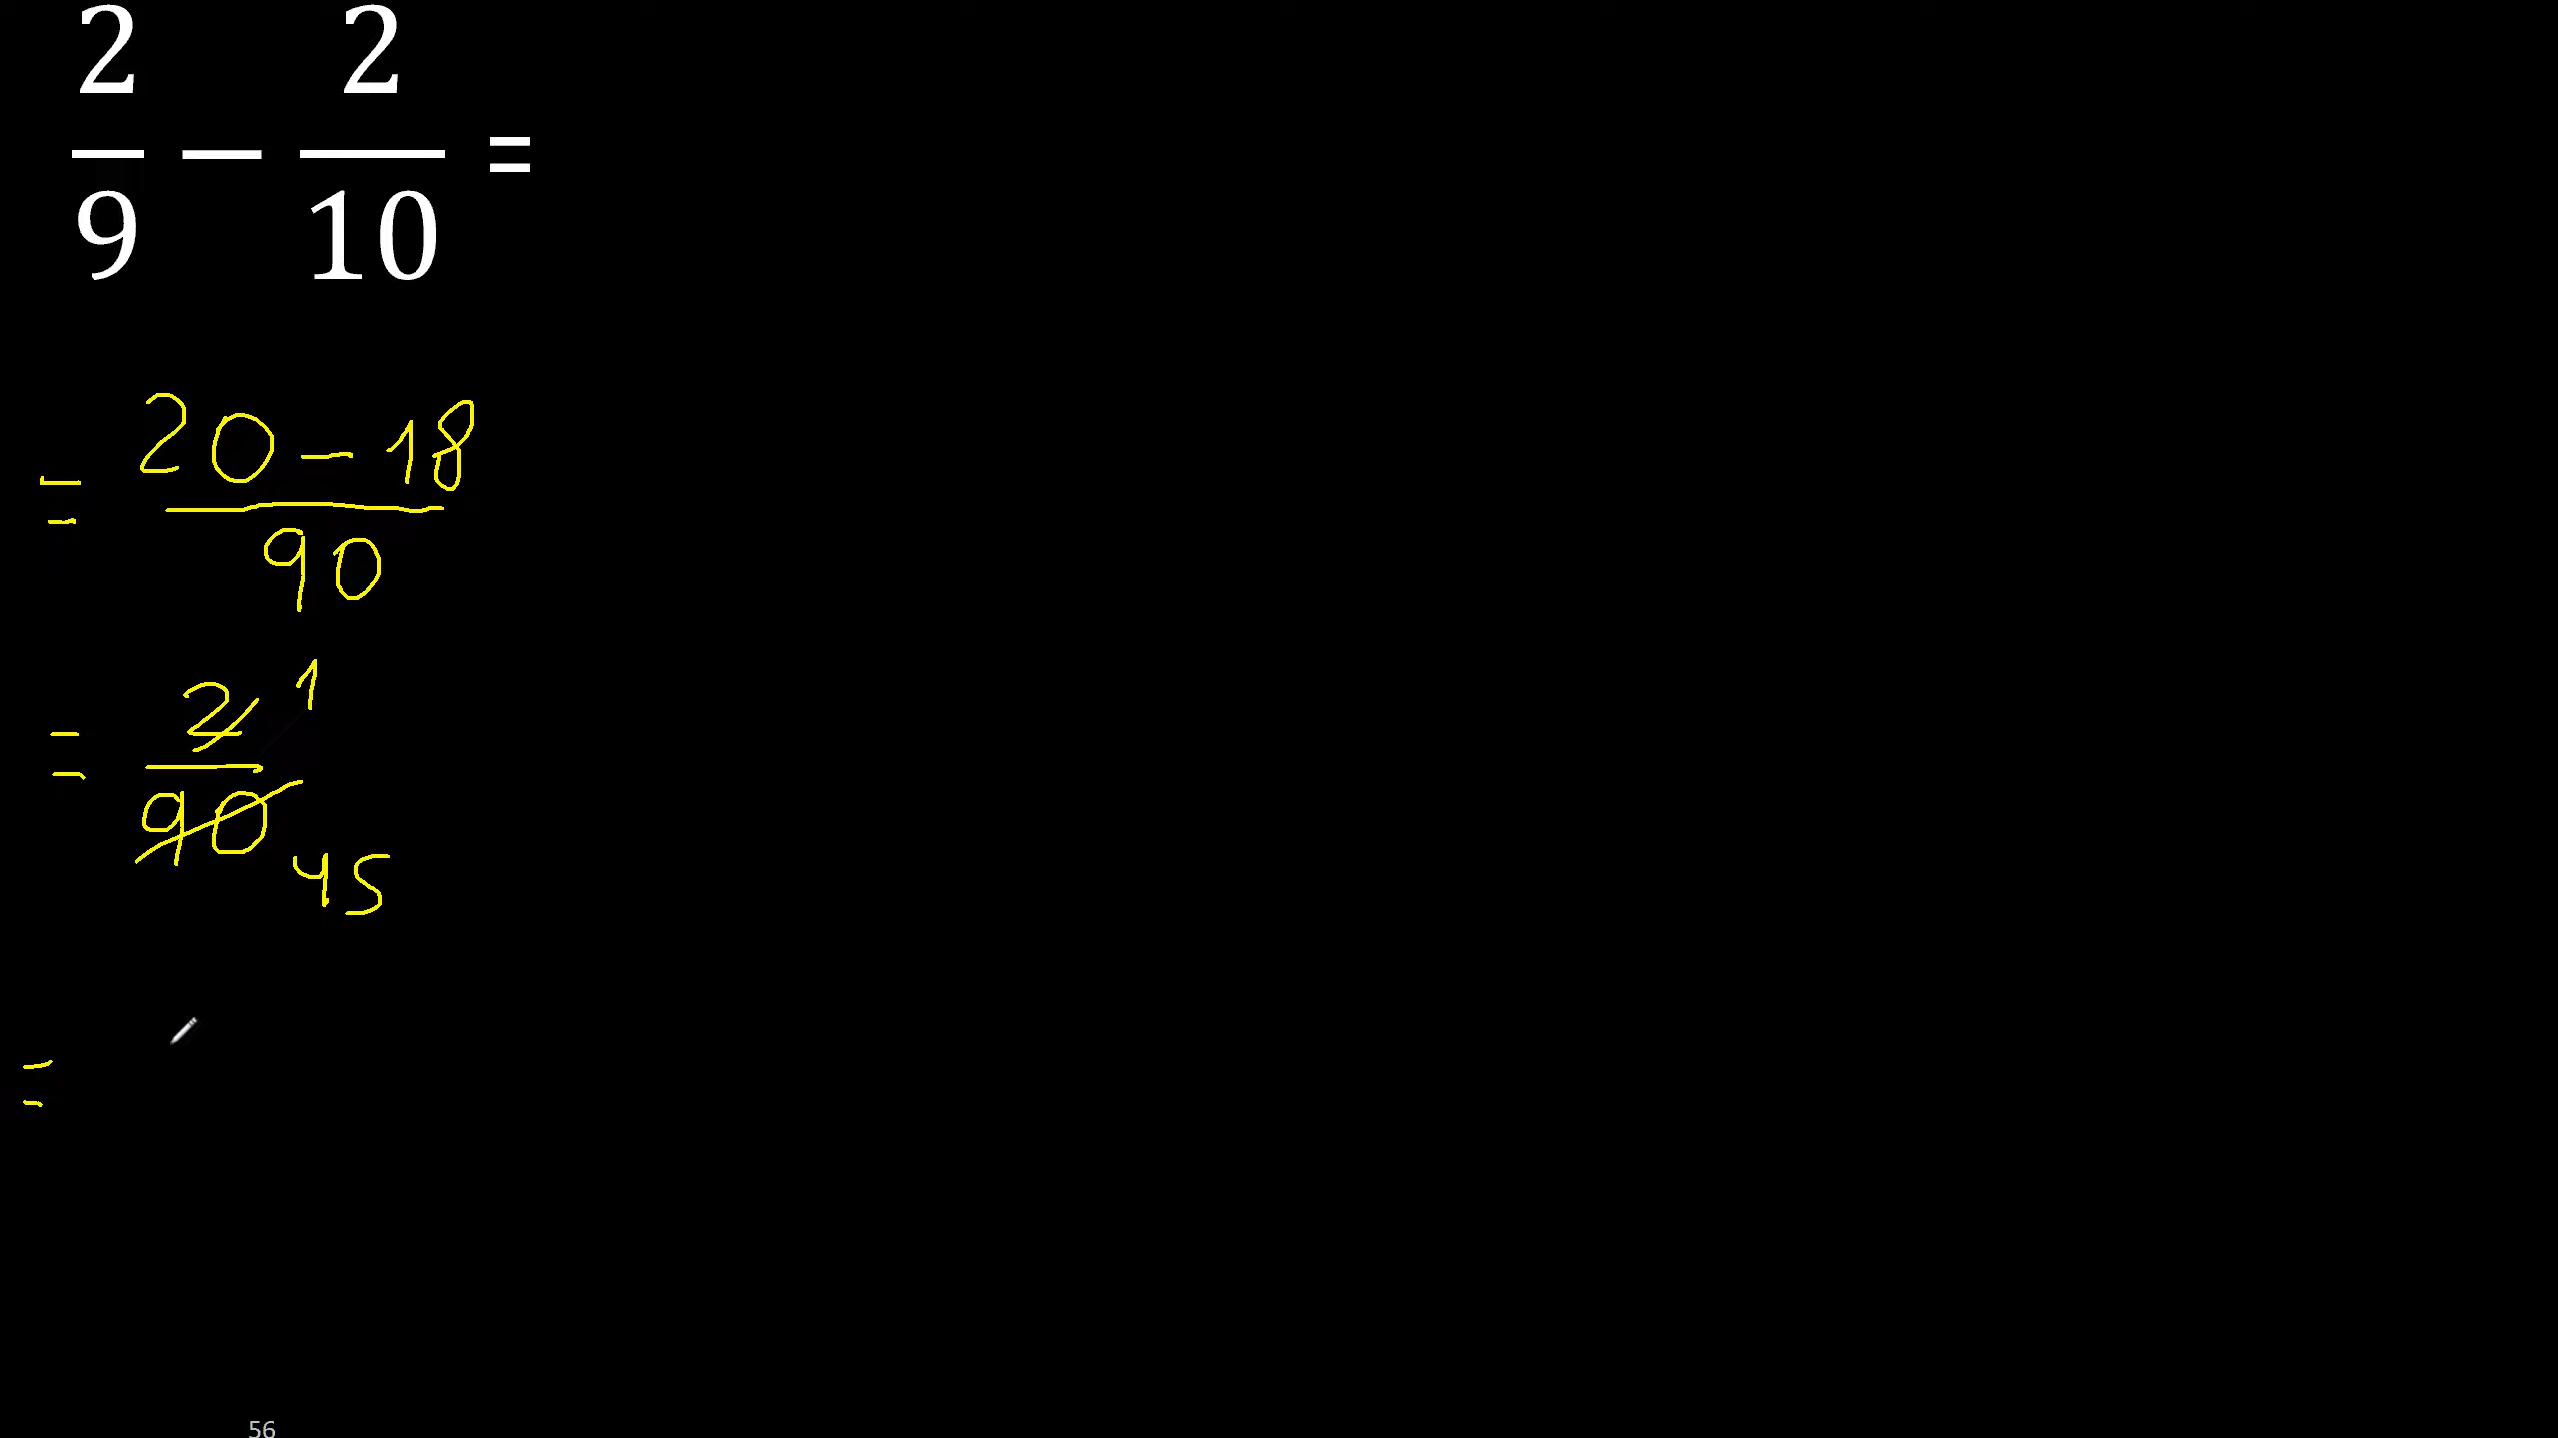 2/9 − 2/10 =
= 20 − 18 / 90
= 2/90 1 45
=
56